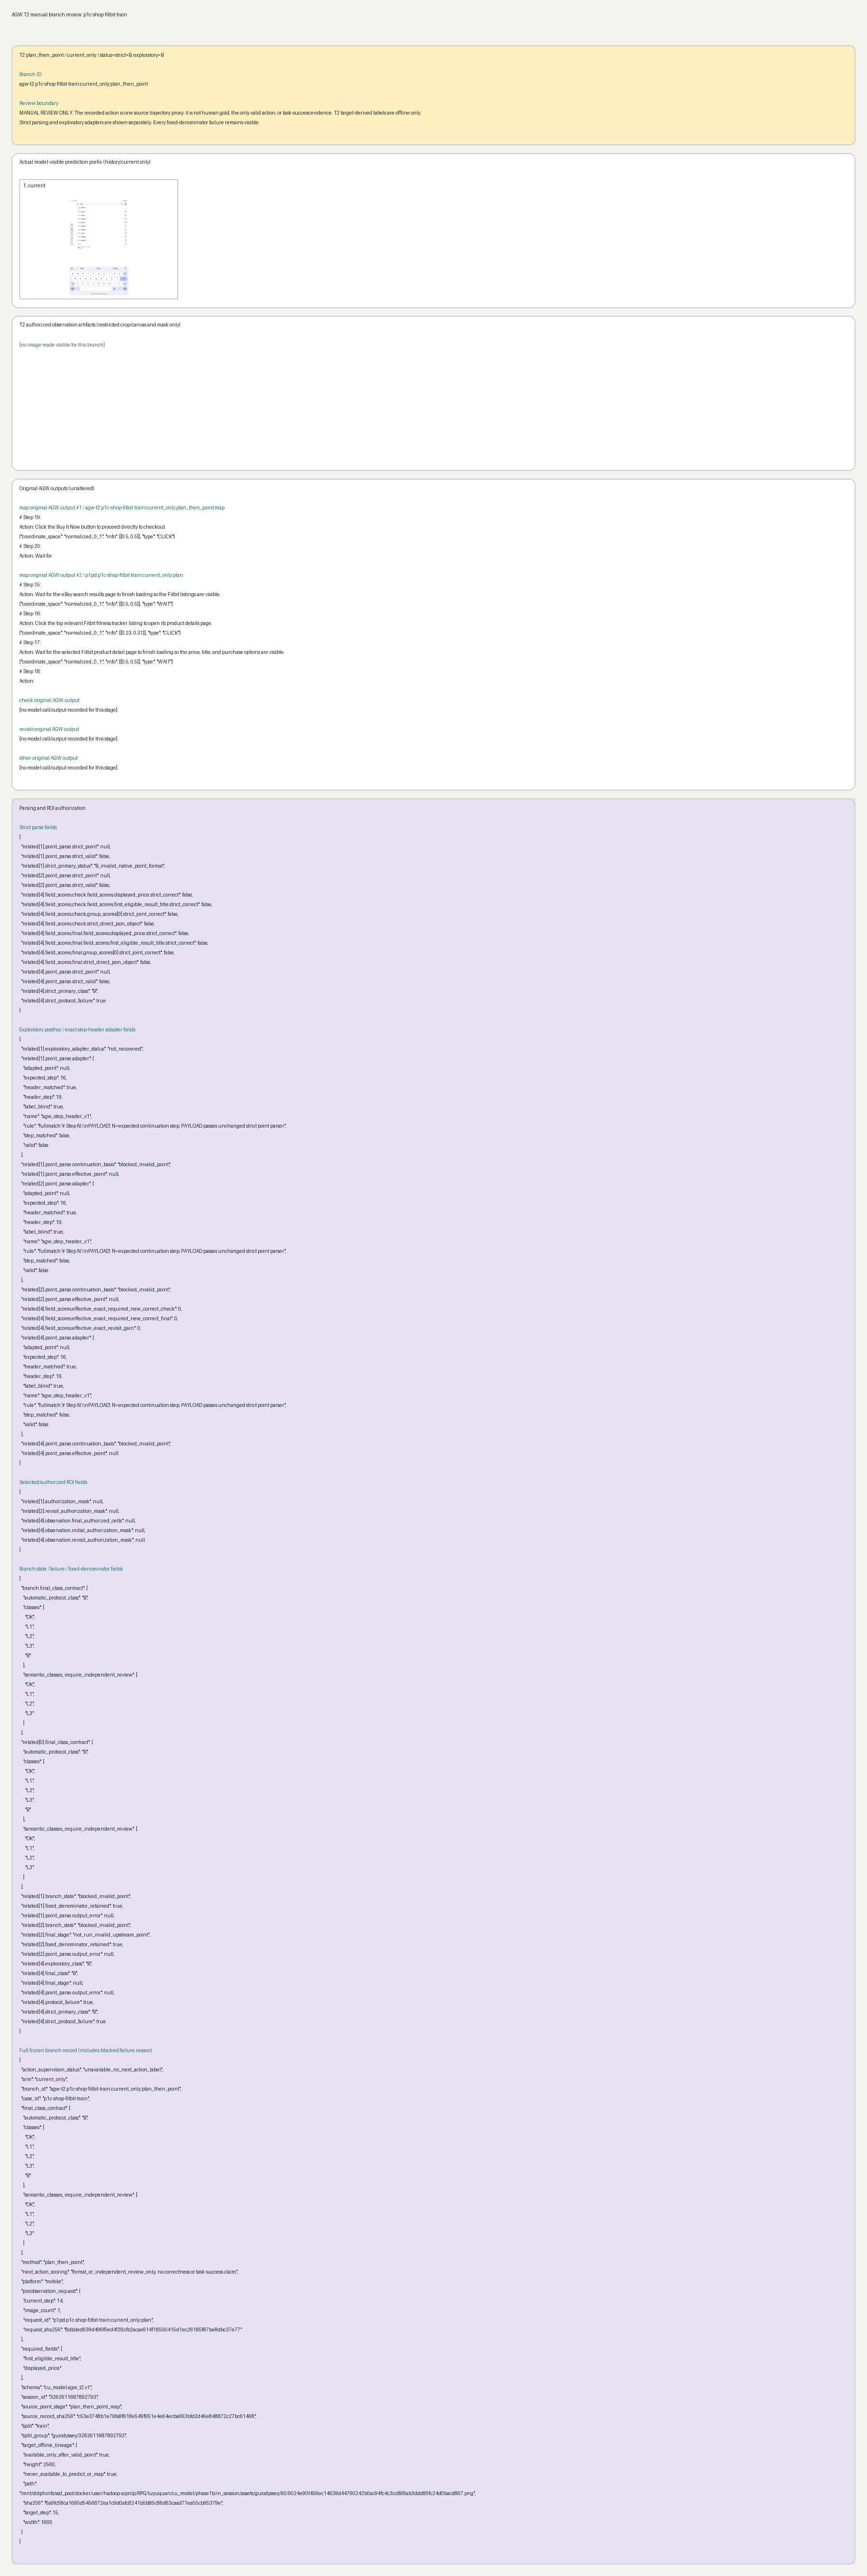 AGW T2 manual branch review: p1c-shop-fitbit-train
T2 plan_then_point / current_only / status=strict=B; exploratory=B
Branch ID
agw-t2:p1c-shop-fitbit-train:current_only:plan_then_point
Review boundary
MANUAL REVIEW ONLY. The recorded action is one source trajectory proxy; it is not human gold, the only valid action, or task-success evidence. T2 target-derived labels are offline only.
Strict parsing and exploratory adapters are shown separately. Every fixed-denominator failure remains visible.
Actual model-visible prediction prefix (history/current only)
1. current
T2 authorized observation artifacts (restricted crop/canvas and mask only)
[no image made visible for this branch]
Original AGW outputs (unaltered)
map original AGW output #1 / agw-t2:p1c-shop-fitbit-train:current_only:plan_then_point:map
# Step 19:
Action: Click the Buy It Now button to proceed directly to checkout.
{"coordinate_space": "normalized_0_1", "info": [[0.5, 0.5]], "type": "CLICK"}
# Step 20:
Action: Wait for
map original AGW output #2 / p1pd:p1c-shop-fitbit-train:current_only:plan
# Step 15:
Action: Wait for the eBay search results page to finish loading so the Fitbit listings are visible.
{"coordinate_space": "normalized_0_1", "info": [[0.5, 0.5]], "type": "WAIT"}
# Step 16:
Action: Click the top relevant Fitbit fitness tracker listing to open its product details page.
{"coordinate_space": "normalized_0_1", "info": [[0.23, 0.31]], "type": "CLICK"}
# Step 17:
Action: Wait for the selected Fitbit product detail page to finish loading so the price, title, and purchase options are visible.
{"coordinate_space": "normalized_0_1", "info": [[0.5, 0.5]], "type": "WAIT"}
# Step 18:
Action:
check original AGW output
[no model call/output recorded for this stage]
revisit original AGW output
[no model call/output recorded for this stage]
other original AGW output
[no model call/output recorded for this stage]
Parsing and ROI authorization
Strict parse fields
{
"related[1].point_parse.strict_point": null,
"related[1].point_parse.strict_valid": false,
"related[1].strict_primary_status": "B_invalid_native_point_format",
"related[2].point_parse.strict_point": null,
"related[2].point_parse.strict_valid": false,
"related[4].field_scores.check.field_scores.displayed_price.strict_correct": false,
"related[4].field_scores.check.field_scores.first_eligible_result_title.strict_correct": false,
"related[4].field_scores.check.group_scores[0].strict_joint_correct": false,
"related[4].field_scores.check.strict_direct_json_object": false,
"related[4].field_scores.final.field_scores.displayed_price.strict_correct": false,
"related[4].field_scores.final.field_scores.first_eligible_result_title.strict_correct": false,
"related[4].field_scores.final.group_scores[0].strict_joint_correct": false,
"related[4].field_scores.final.strict_direct_json_object": false,
"related[4].point_parse.strict_point": null,
"related[4].point_parse.strict_valid": false,
"related[4].strict_primary_class": "B",
"related[4].strict_protocol_failure": true
}
Exploratory posthoc / exact step-header adapter fields
{
"related[1].exploratory_adapter_status": "not_recovered",
"related[1].point_parse.adapter": {
"adapted_point": null,
"expected_step": 16,
"header_matched": true,
"header_step": 19,
"label_blind": true,
"name": "agw_step_header_v1",
"rule": "fullmatch '# Step N:\\nPAYLOAD'; N=expected continuation step; PAYLOAD passes unchanged strict point parser",
"step_matched": false,
"valid": false
},
"related[1].point_parse.continuation_basis": "blocked_invalid_point",
"related[1].point_parse.effective_point": null,
"related[2].point_parse.adapter": {
"adapted_point": null,
"expected_step": 16,
"header_matched": true,
"header_step": 19,
"label_blind": true,
"name": "agw_step_header_v1",
"rule": "fullmatch '# Step N:\\nPAYLOAD'; N=expected continuation step; PAYLOAD passes unchanged strict point parser",
"step_matched": false,
"valid": false
},
"related[2].point_parse.continuation_basis": "blocked_invalid_point",
"related[2].point_parse.effective_point": null,
"related[4].field_scores.effective_exact_required_new_correct_check": 0,
"related[4].field_scores.effective_exact_required_new_correct_final": 0,
"related[4].field_scores.effective_exact_revisit_gain": 0,
"related[4].point_parse.adapter": {
"adapted_point": null,
"expected_step": 16,
"header_matched": true,
"header_step": 19,
"label_blind": true,
"name": "agw_step_header_v1",
"rule": "fullmatch '# Step N:\\nPAYLOAD'; N=expected continuation step; PAYLOAD passes unchanged strict point parser",
"step_matched": false,
"valid": false
},
"related[4].point_parse.continuation_basis": "blocked_invalid_point",
"related[4].point_parse.effective_point": null
}
Selected/authorized ROI fields
{
"related[1].authorization_mask": null,
"related[2].revisit_authorization_mask": null,
"related[4].observation.final_authorized_cells": null,
"related[4].observation.initial_authorization_mask": null,
"related[4].observation.revisit_authorization_mask": null
}
Branch state / failure / fixed-denominator fields
{
"branch.final_class_contract": {
"automatic_protocol_class": "B",
"classes": [
"OK",
"L1",
"L2",
"L3",
"B"
],
"semantic_classes_require_independent_review": [
"OK",
"L1",
"L2",
"L3"
]
},
"related[0].final_class_contract": {
"automatic_protocol_class": "B",
"classes": [
"OK",
"L1",
"L2",
"L3",
"B"
],
"semantic_classes_require_independent_review": [
"OK",
"L1",
"L2",
"L3"
]
},
"related[1].branch_state": "blocked_invalid_point",
"related[1].fixed_denominator_retained": true,
"related[1].point_parse.output_error": null,
"related[2].branch_state": "blocked_invalid_point",
"related[2].final_stage": "not_run_invalid_upstream_point",
"related[2].fixed_denominator_retained": true,
"related[2].point_parse.output_error": null,
"related[4].exploratory_class": "B",
"related[4].final_class": "B",
"related[4].final_stage": null,
"related[4].point_parse.output_error": null,
"related[4].protocol_failure": true,
"related[4].strict_primary_class": "B",
"related[4].strict_protocol_failure": true
}
Full frozen branch record (includes blocked/failure reason)
{
"action_supervision_status": "unavailable_no_next_action_label",
"arm": "current_only",
"branch_id": "agw-t2:p1c-shop-fitbit-train:current_only:plan_then_point",
"case_id": "p1c-shop-fitbit-train",
"final_class_contract": {
"automatic_protocol_class": "B",
"classes": [
"OK",
"L1",
"L2",
"L3",
"B"
],
"semantic_classes_require_independent_review": [
"OK",
"L1",
"L2",
"L3"
]
},
"method": "plan_then_point",
"next_action_scoring": "format_or_independent_review_only; no correctness or task-success claim",
"platform": "mobile",
"preobservation_request": {
"current_step": 14,
"image_count": 1,
"request_id": "p1pd:p1c-shop-fitbit-train:current_only:plan",
},
"required_fields": [
"first_eligible_result_title",
"displayed_price"
],
"schema": "cu_model.agw_t2.v1",
"session_id": "3262611687892793",
"source_point_stage": "plan_then_point_map",
"split": "train",
"split_group": "guiodyssey/3262611687892793",
"target_offline_lineage": {
"available_only_after_valid_point": true,
"height": 2560,
"never_available_to_predict_or_map": true,
"path":
"target_step": 15,
"width": 1600
}
}